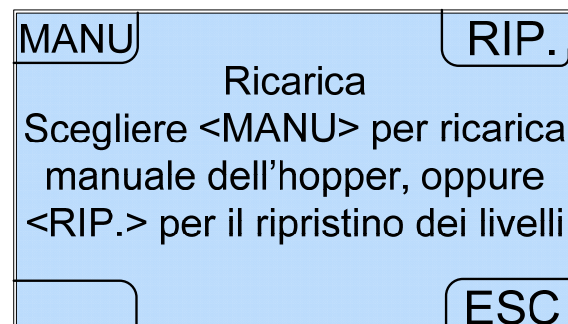 MANU RIP.
Ricarica
Scegliere <MANU> per ricarica
manuale dell'hopper, oppure
<RIP.> per il ripristino dei livelli
ESC